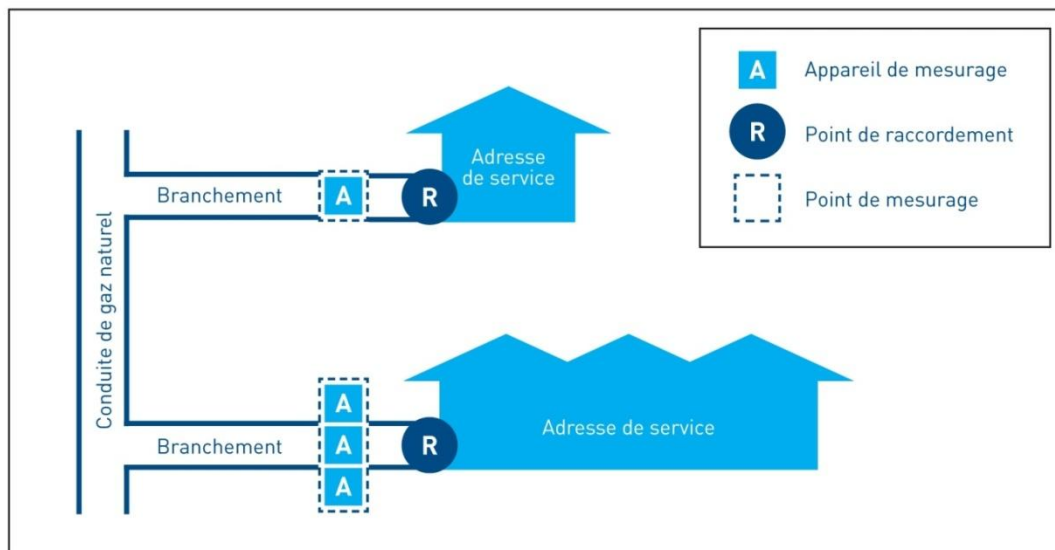 A Appareil de mesurage
R Point de raccordement
Point de mesurage
Adresse
de service
Branchement
A
R
Conduite de gaz naturel
A
Branchement
A
R
Adresse de service
A